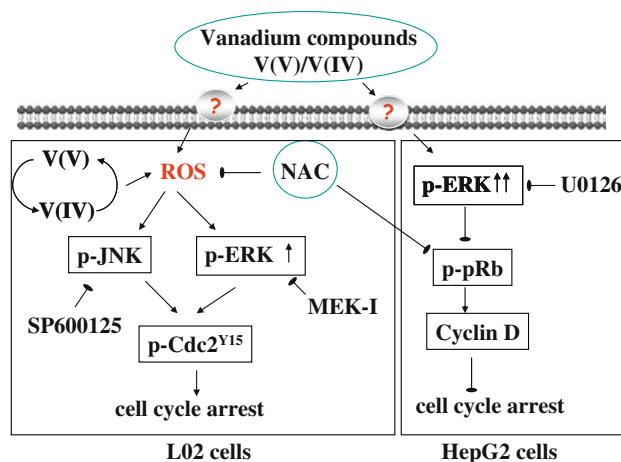 Vanadium compounds
V(V)/V(IV)
? ?
V(V)
V(IV)
ROS
NAC
p-ERK ↑↑
U0126
p-JNK
p-ERK ↑
p-pRb
SP600125
MEK-I
p-Cdc2Y15
Cyclin D
cell cycle arrest
cell cycle arrest
L02 cells
HepG2 cells